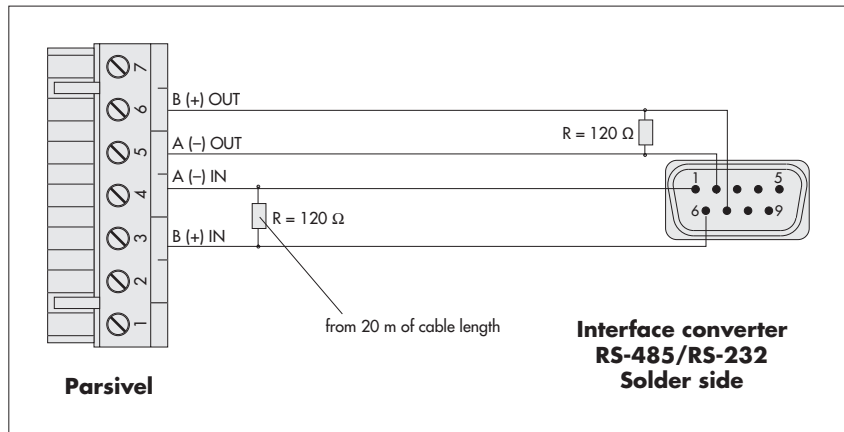 7
6
5
4
3
2
1
B (+) OUT
A (–) OUT
A (–) IN
B (+) IN
R = 120 Ω
R = 120 Ω
from 20 m of cable length
1
5
6
9
Parsivel
Interface converter
RS-485/RS-232
Solder side